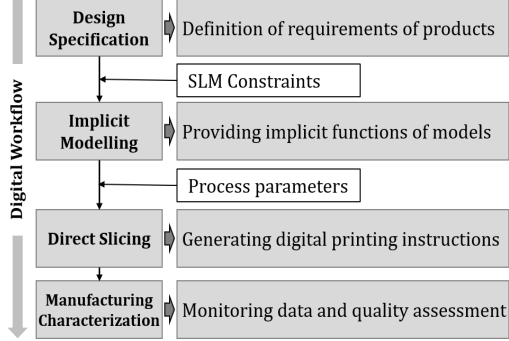 Digital Workflow
Design
Specification
Definition of requirements of products
SLM Constraints
Implicit
Modelling
Providing implicit functions of models
Process parameters
Direct Slicing
Generating digital printing instructions
Manufacturing
Characterization
Monitoring data and quality assessment